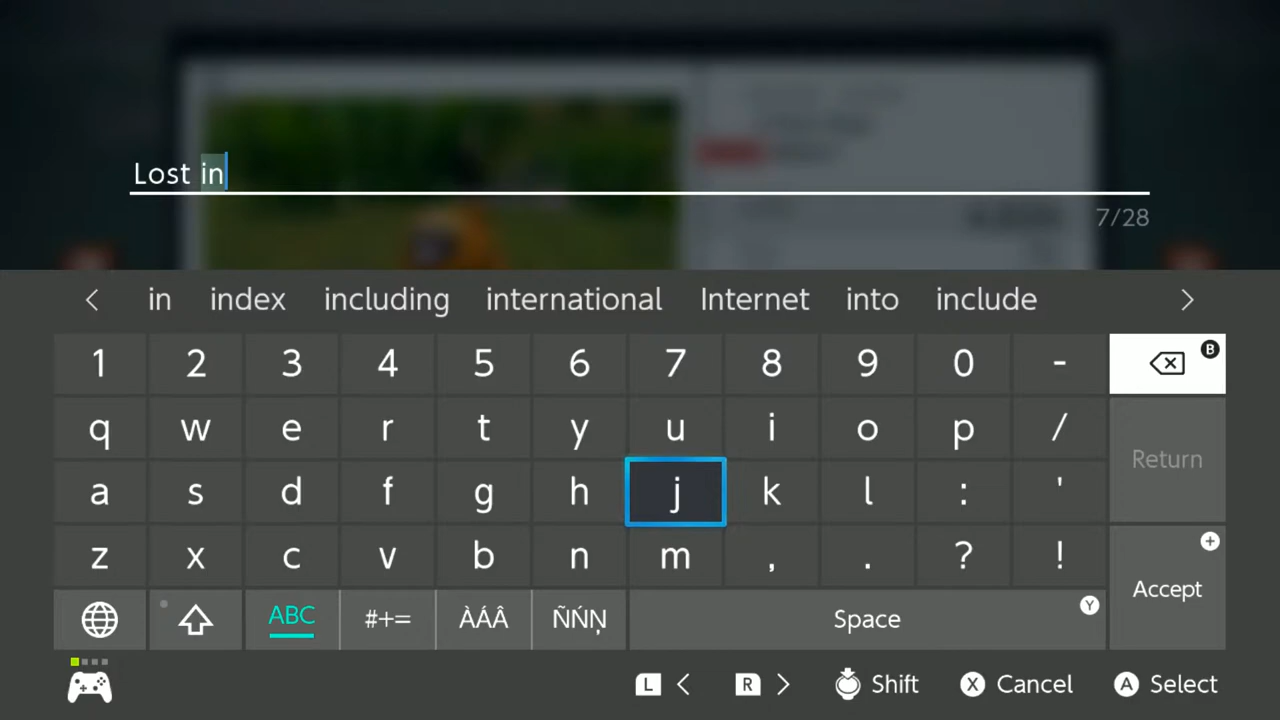 Lost in
7/28
< in index including international Internet into include >
1 2 3 4 5 6 7 8 9 0 - B
q w e r t y u i o p / Return
a s d f g h j k l : '
z x c v b n m , . ? ! + Accept
ABC #+= ÀÁÂ ÑŃŅ Space Y
L < R > Shift X Cancel A Select